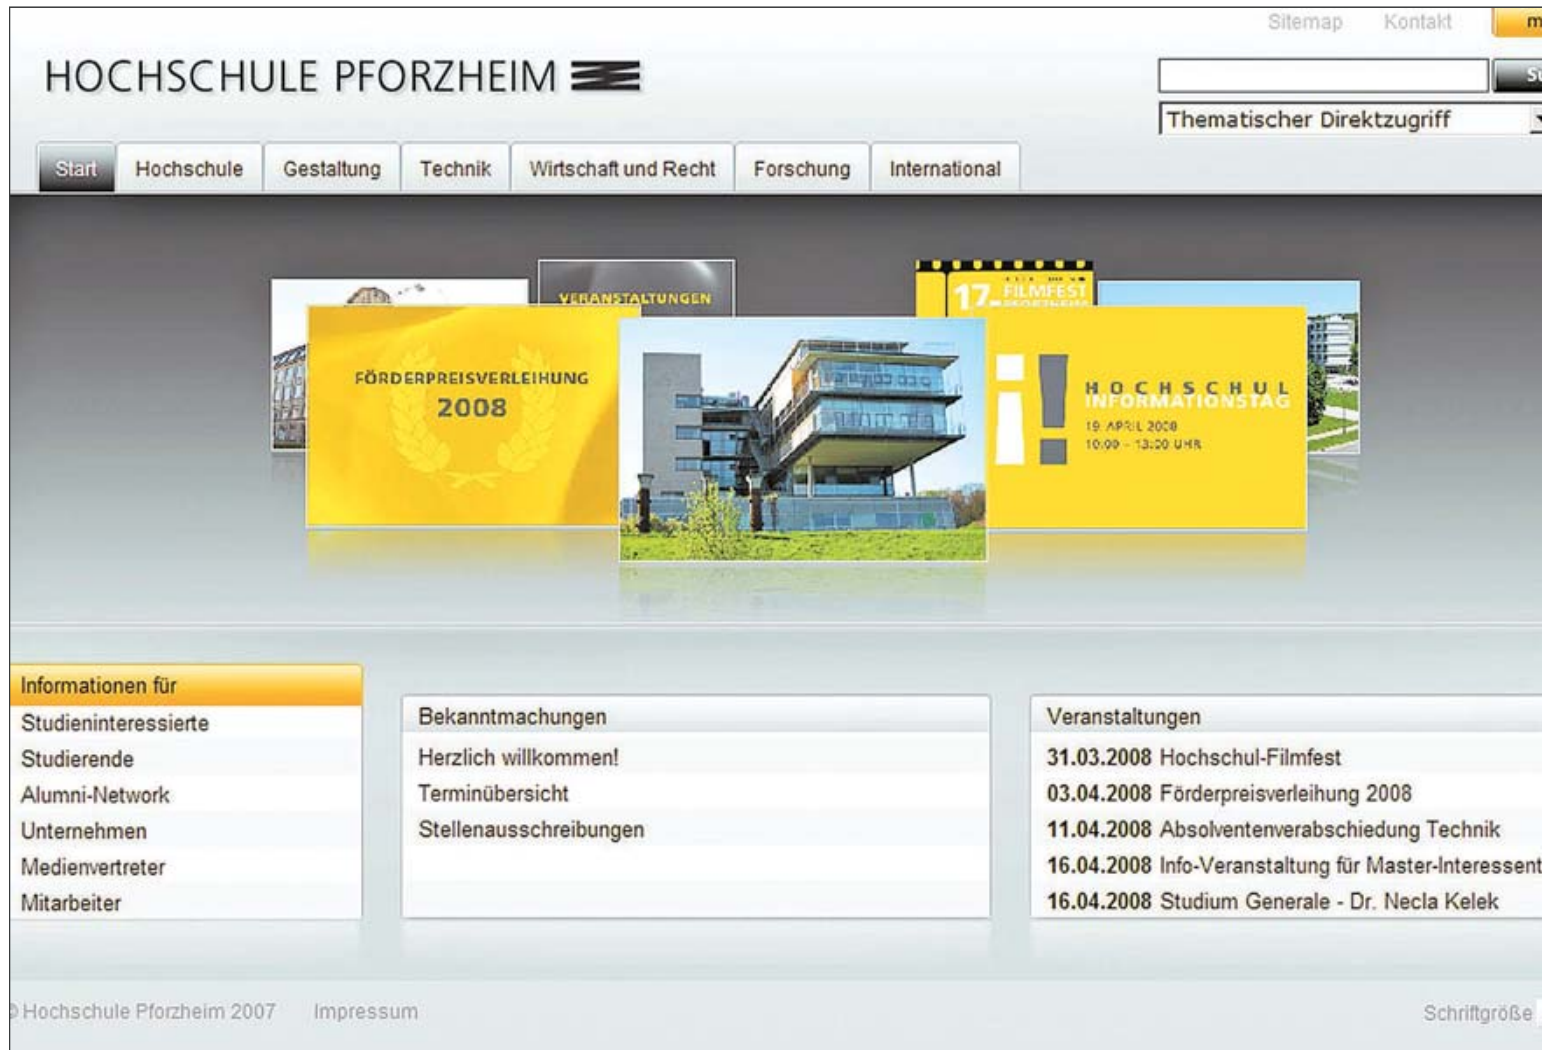 Sitemap Kontakt m
HOCHSCHULE PFORZHEIM
Su
Thematischer Direktzugriff
Start Hochschule Gestaltung Technik Wirtschaft und Recht Forschung International
VERANSTALTUNGEN
17. FILMFEST
FÖRDERPREISVERLEIHUNG
2008
HOCHSCHUL
INFORMATIONSTAG
19. APRIL 2008
10:00 – 13:00 UHR
Informationen für
Studieninteressierte
Studierende
Alumni-Network
Unternehmen
Medienvertreter
Mitarbeiter
Bekanntmachungen
Herzlich willkommen!
Terminübersicht
Stellenausschreibungen
Veranstaltungen
31.03.2008 Hochschul-Filmfest
03.04.2008 Förderpreisverleihung 2008
11.04.2008 Absolventenverabschiedung Technik
16.04.2008 Info-Veranstaltung für Master-Interessent
16.04.2008 Studium Generale - Dr. Necla Kelek
© Hochschule Pforzheim 2007 Impressum
Schriftgröße